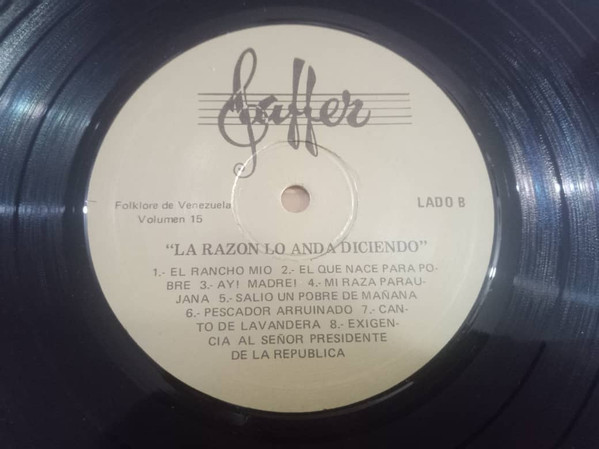 Laffer
Folklore de Venezuela
Volumen 15
LADO B
"LA RAZON LO ANDA DICIENDO"
1.- EL RANCHO MIO 2.- EL QUE NACE PARA PO-
BRE 3.- AY! MADRE! 4.- MI RAZA PARAU-
JANA 5.- SALIO UN POBRE DE MAÑANA
6.- PESCADOR ARRUINADO 7.- CAN-
TO DE LAVANDERA 8.- EXIGEN-
CIA AL SEÑOR PRESIDENTE
DE LA REPUBLICA